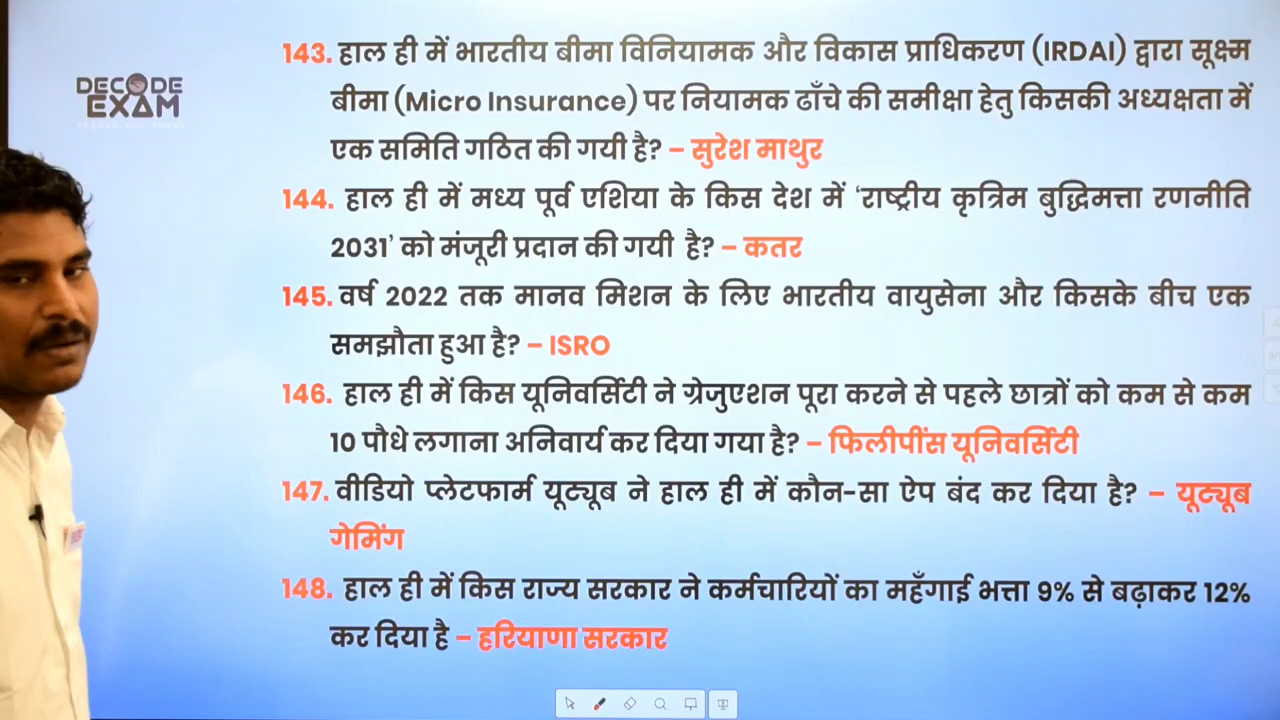 DECODE
EXAM
143. हाल ही में भारतीय बीमा विनियामक और विकास प्राधिकरण (IRDAI) द्वारा सूक्ष्म
बीमा (Micro Insurance) पर नियामक ढाँचे की समीक्षा हेतु किसकी अध्यक्षता में
एक समिति गठित की गयी है? – सुरेश माथुर
144. हाल ही में मध्य पूर्व एशिया के किस देश में ‘राष्ट्रीय कृत्रिम बुद्धिमत्ता रणनीति
2031’ को मंजूरी प्रदान की गयी है? – कतर
145. वर्ष 2022 तक मानव मिशन के लिए भारतीय वायुसेना और किसके बीच एक
समझौता हुआ है? – ISRO
146. हाल ही में किस यूनिवर्सिटी ने ग्रेजुएशन पूरा करने से पहले छात्रों को कम से कम
10 पौधे लगाना अनिवार्य कर दिया गया है? – फिलीपींस यूनिवर्सिटी
147. वीडियो प्लेटफार्म यूट्यूब ने हाल ही में कौन-सा ऐप बंद कर दिया है? – यूट्यूब
गेमिंग
148. हाल ही में किस राज्य सरकार ने कर्मचारियों का महँगाई भत्ता 9% से बढ़ाकर 12%
कर दिया है – हरियाणा सरकार